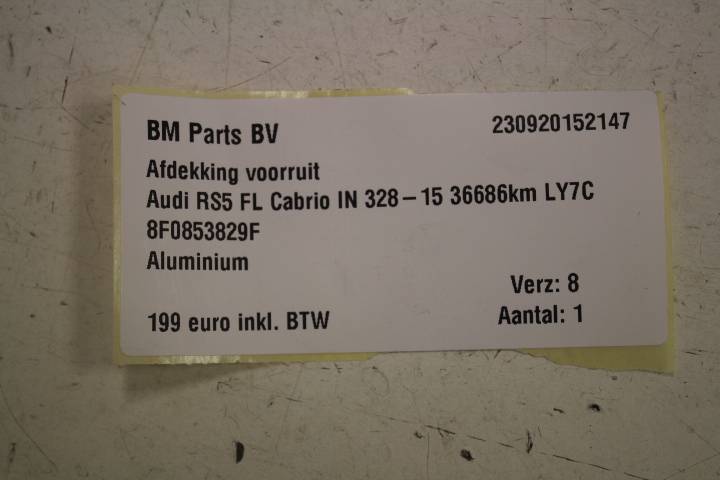 BM Parts BV 230920152147
Afdekking voorruit
Audi RS5 FL Cabrio IN 328-15 36686km LY7C
8F0853829F
Aluminium
Verz: 8
199 euro inkl. BTW Aantal: 1